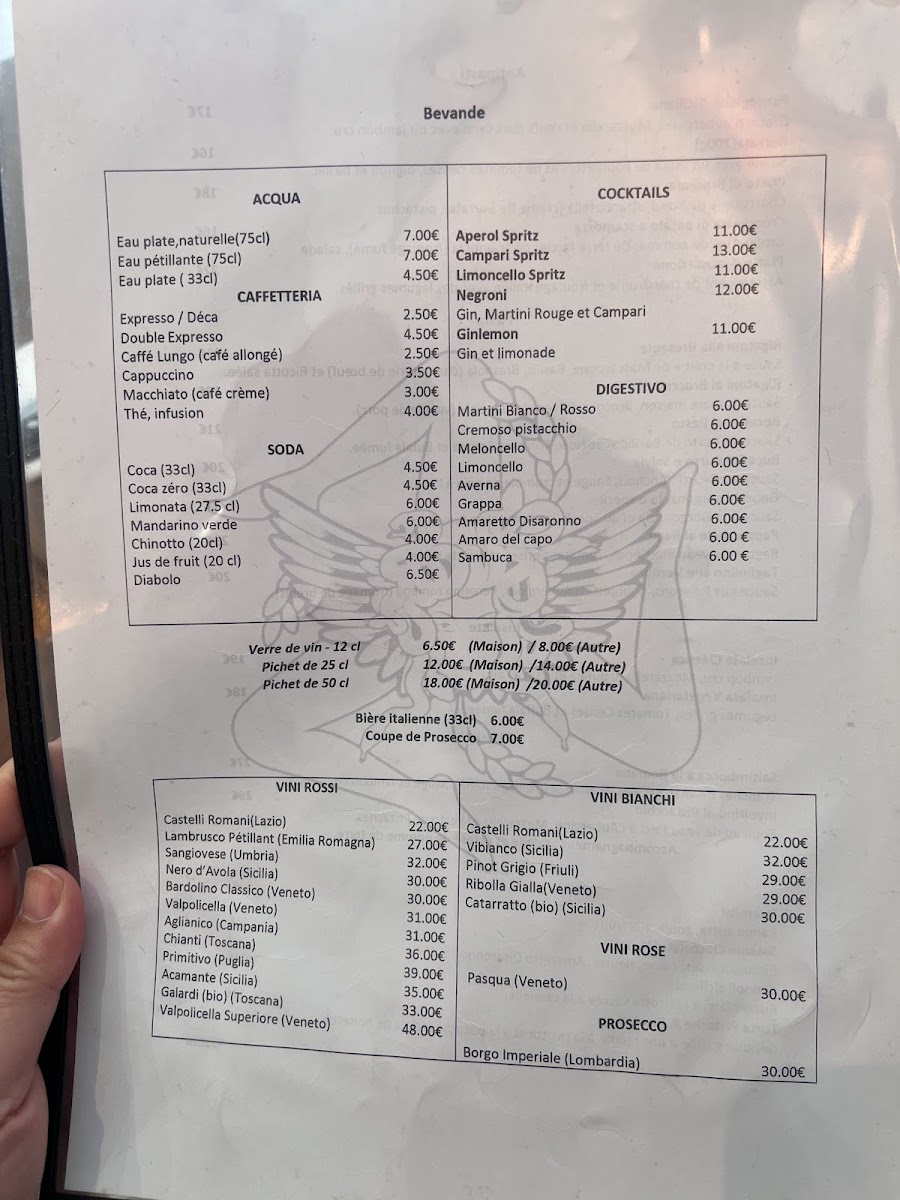 Bevande
ACQUA
Eau plate,naturelle(75cl) 7.00€
Eau pétillante (75cl) 7.00€
Eau plate ( 33cl) 4.50€
CAFFETTERIA
Expresso / Déca 2.50€
Double Expresso 4.50€
Caffé Lungo (café allongé) 2.50€
Cappuccino 3.50€
Macchiato (café crème) 3.00€
Thé, infusion 4.00€
SODA
Coca (33cl) 4.50€
Coca zéro (33cl) 4.50€
Limonata (27.5 cl) 6.00€
Mandarino verde 6,00€
Chinotto (20cl) 4.00€
Jus de fruit (20 cl) 4.00€
Diabolo 6.50€
COCKTAILS
Aperol Spritz 11.00€
Campari Spritz 13.00€
Limoncello Spritz 11.00€
Negroni 12.00€
Gin, Martini Rouge et Campari
Ginlemon 11.00€
Gin et limonade
DIGESTIVO
Martini Bianco / Rosso 6.00€
Cremoso pistacchio 6.00€
Meloncello 6.00€
Limoncello 6.00€
Averna 6.00€
Grappa 6.00€
Amaretto Disaronno 6.00€
Amaro del capo 6.00 €
Sambuca 6.00 €
Verre de vin - 12 cl 6.50€ (Maison) / 8.00€ (Autre)
Pichet de 25 cl 12.00€ (Maison) /14.00€ (Autre)
Pichet de 50 cl 18.00€ (Maison) /20.00€ (Autre)
Bière italienne (33cl) 6.00€
Coupe de Prosecco 7.00€
VINI ROSSI
Castelli Romani(Lazio) 22.00€
Lambrusco Pétillant (Emilia Romagna) 27.00€
Sangiovese (Umbria) 32.00€
Nero d'Avola (Sicilia) 30.00€
Bardolino Classico (Veneto) 30.00€
Valpolicella (Veneto) 31.00€
Aglianico (Campania) 31.00€
Chianti (Toscana) 36.00€
Primitivo (Puglia) 39.00€
Acamante (Sicilia) 35.00€
Galardi (bio) (Toscana) 33.00€
Valpolicella Superiore (Veneto) 48.00€
VINI BIANCHI
Castelli Romani(Lazio) 22.00€
Vibianco (Sicilia) 32.00€
Pinot Grigio (Friuli) 29.00€
Ribolla Gialla(Veneto) 29.00€
Catarratto (bio) (Sicilia) 30.00€
VINI ROSE
Pasqua (Veneto) 30.00€
PROSECCO
Borgo Imperiale (Lombardia) 30.00€